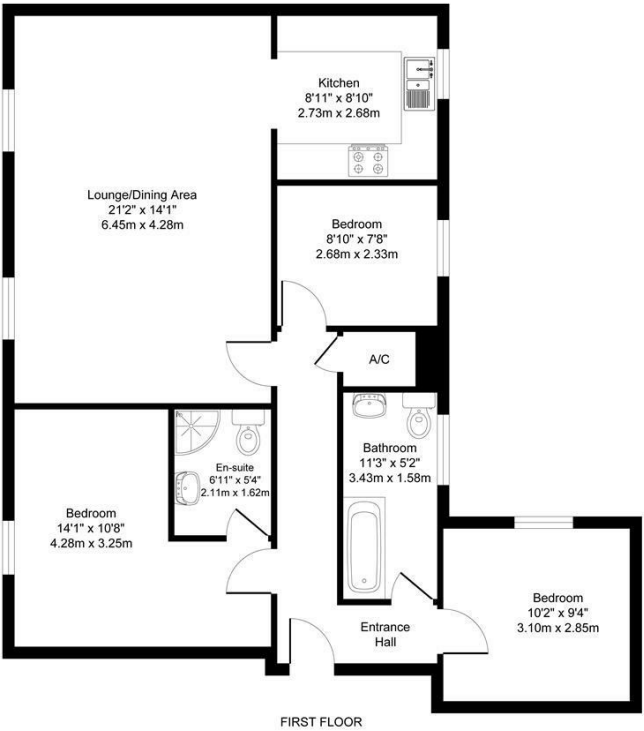 Kitchen
8'11" x 8'10"
2.73m x 2.68m
Lounge/Dining Area
21'2" x 14'1"
6.45m x 4.28m
Bedroom
8'10" x 7'8"
2.68m x 2.33m
A/C
Bathroom
11'3" x 5'2"
3.43m x 1.58m
En-suite
6'11" x 5'4"
2.11m x 1.62m
Bedroom
14'1" x 10'8"
4.28m x 3.25m
Bedroom
10'2" x 9'4"
3.10m x 2.85m
Entrance
Hall
FIRST FLOOR